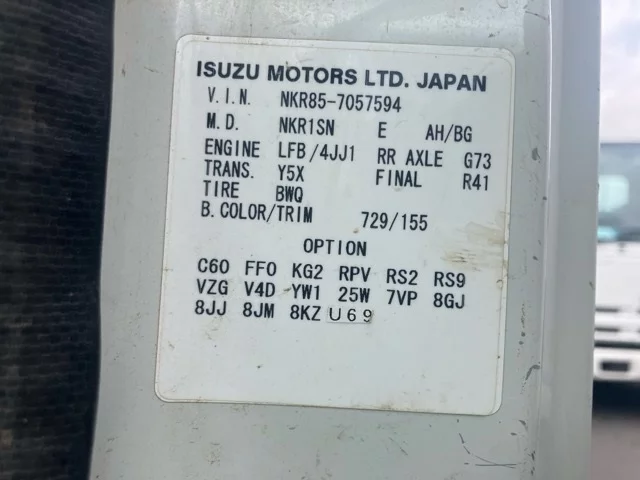 ISUZU MOTORS LTD. JAPAN
V.I.N. NKR85-7057594
M.D. NKR1SN E AH/BG
ENGINE LFB/4JJ1 RR AXLE G73
TRANS. Y5X FINAL R41
TIRE BWQ
B.COLOR/TRIM 729/155
OPTION
C60 FF0 KG2 RPV RS2 RS9
VZG V4D YW1 25W 7VP 8GJ
8JJ 8JM 8KZ U69